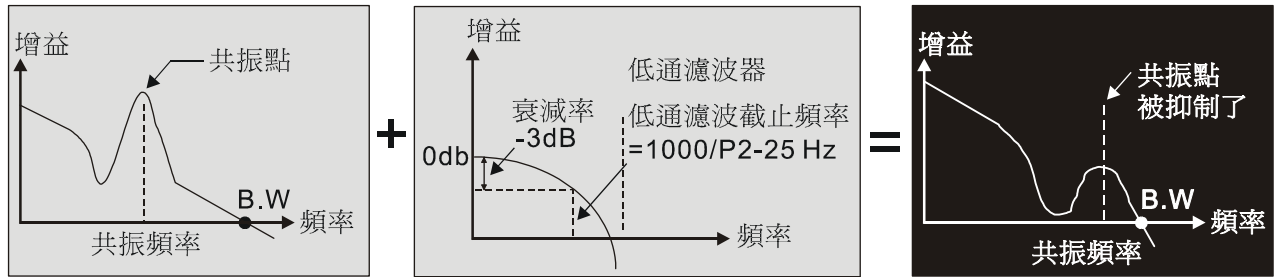 增益
共振點
B.W
頻率
共振頻率
+
增益
低通濾波器
衰減率
-3dB
低通濾波截止頻率
=1000/P2-25 Hz
0db
頻率
=
增益
共振點
被抑制了
B.W
頻率
共振頻率